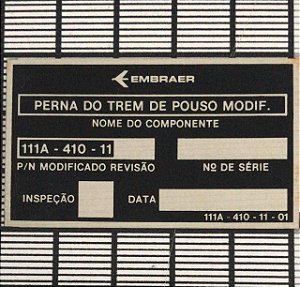 EMBRAER
PERNA DO TREM DE POUSO MODIF.
NOME DO COMPONENTE
111A - 410 - 11
P/N MODIFICADO REVISÃO Nº DE SÉRIE
INSPEÇÃO DATA
111A - 410 - 11 - 01